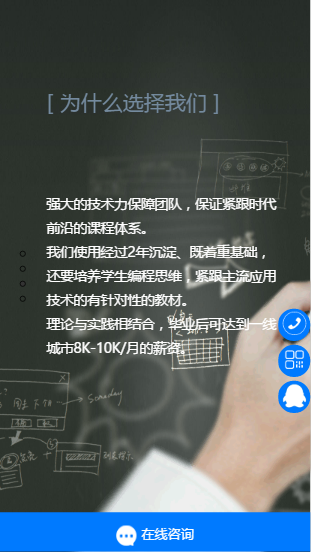 [ 为什么选择我们 ]
强大的技术力保障团队，保证紧跟时代
前沿的课程体系。
我们使用经过2年沉淀、既着重基础，
还要培养学生编程思维，紧跟主流应用
技术的有针对性的教材。
理论与实践相结合，毕业后可达到一线
城市8K-10K/月的薪资。
Someday
在线咨询